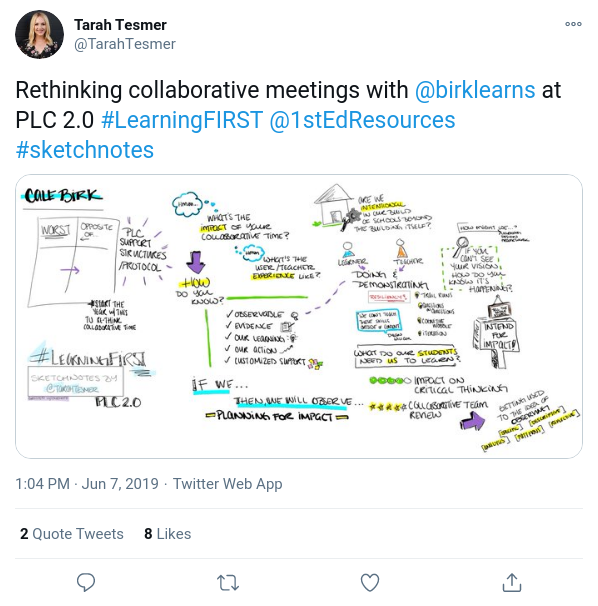 Tarah Tesmer
@TarahTesmer
Rethinking collaborative meetings with @birklearns at
PLC 2.0 #LearningFIRST @1stEdResources
#sketchnotes
CALE BIRK
WORST
OPPOSITE
OF
"PLC"
SUPPORT
STRUCTURES
/PROTOCOL
START THE
YEAR W/THIS
TO RE-THINK
COLLABORATIVE TIME
#LEARNINGFIRST
SKETCHNOTES BY
@TARAHTESMER
PLC 2.0
WHAT'S THE
IMPACT OF YOUR
COLLABORATIVE TIME?
WHAT'S THE
USER/TEACHER
EXPERIENCE LIKE?
HOW
DO YOU
KNOW?
✓ OBSERVABLE
✓ EVIDENCE
✓ OUR LEARNING
✓ OUR ACTION
✓ CUSTOMIZED SUPPORT
IF WE...
THEN WE WILL OBSERVE...
PLANNING FOR IMPACT
ARE WE
INTENTIONAL
IN OUR BUILD
OF SCHOOLS BEYOND
THE BUILDING ITSELF?
LEARNER
TEACHER
DOING &
DEMONSTRATING
WHAT DO OUR STUDENTS
NEED US TO LEARN?
IMPACT ON
CRITICAL THINKING
COLLABORATIVE TEAM
REVIEW
HOW MIGHT WE..."
IF YOU
CAN'T SEE
YOUR VISION,
HOW DO YOU
KNOW IT'S
HAPPENING?
INTEND
FOR
IMPACT!
GETTING USED
TO THE IDEA OF
OBSERVING
1:04 PM · Jun 7, 2019 · Twitter Web App
2 Quote Tweets 8 Likes